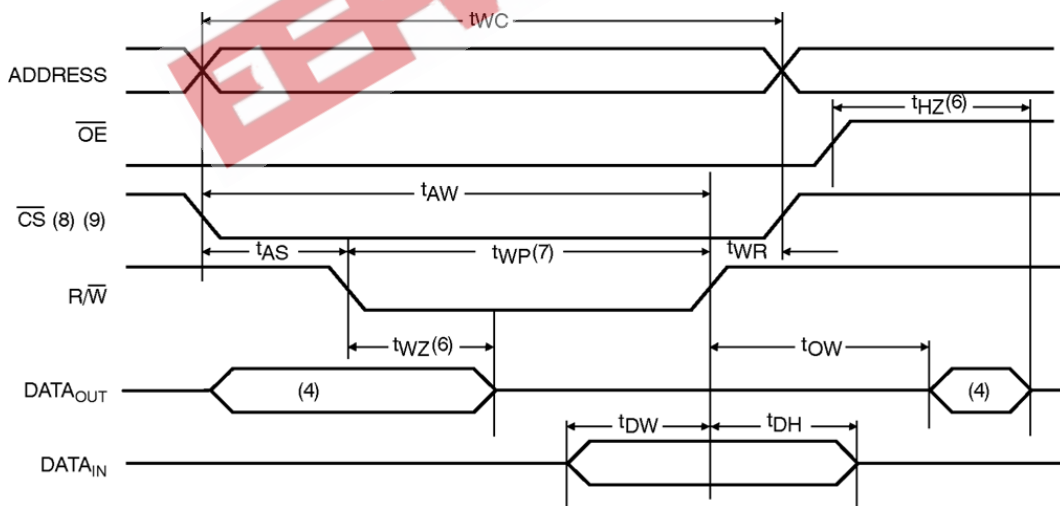 tWC
ADDRESS
tHZ(6)
OE
tAW
CS (8) (9)
tAS
tWP(7)
tWR
R/W
tWZ(6)
tOW
DATAOUT
(4)
(4)
tDW
tDH
DATAIN